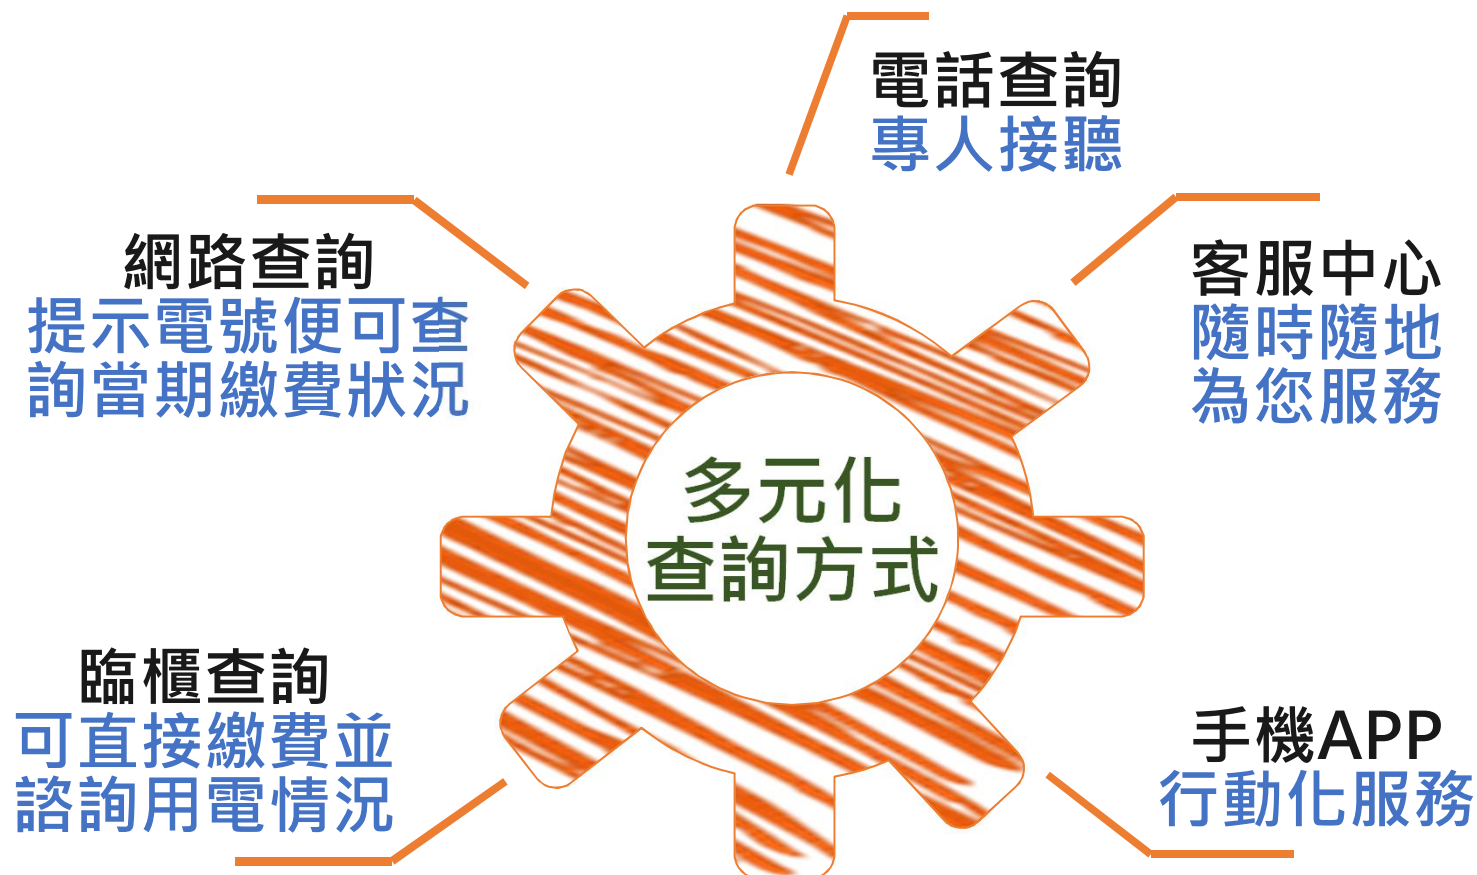 電話查詢
專人接聽
網路查詢
提示電號便可查
詢當期繳費狀況
客服中心
隨時隨地
為您服務
多元化
查詢方式
臨櫃查詢
可直接繳費並
諮詢用電情況
手機APP
行動化服務